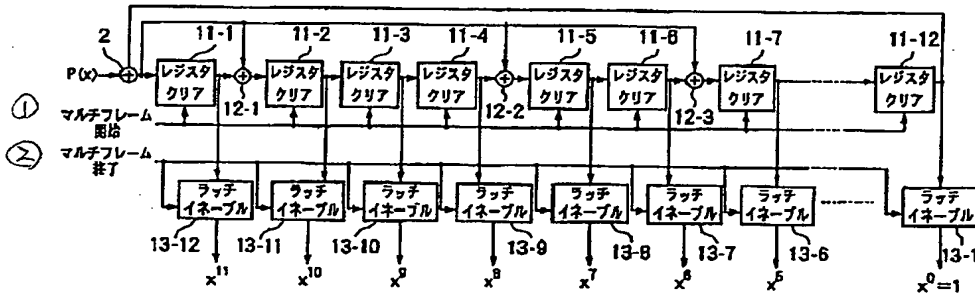 11-1 11-2 11-3 11-4 11-5 11-6 11-7 11-12
2
P(x)
レジスタ クリア
レジスタ クリア
レジスタ クリア
レジスタ クリア
レジスタ クリア
レジスタ クリア
レジスタ クリア
レジスタ クリア
12-1 12-2 12-3
①
マルチフレーム
開始
②
マルチフレーム
終了
ラッチ イネーブル
ラッチ イネーブル
ラッチ イネーブル
ラッチ イネーブル
ラッチ イネーブル
ラッチ イネーブル
ラッチ イネーブル
ラッチ イネーブル
13-12 13-11 13-10 13-9 13-8 13-7 13-6 13-1
x¹¹ x¹⁰ x⁹ x⁸ x⁷ x⁶ x⁵ x⁰=1